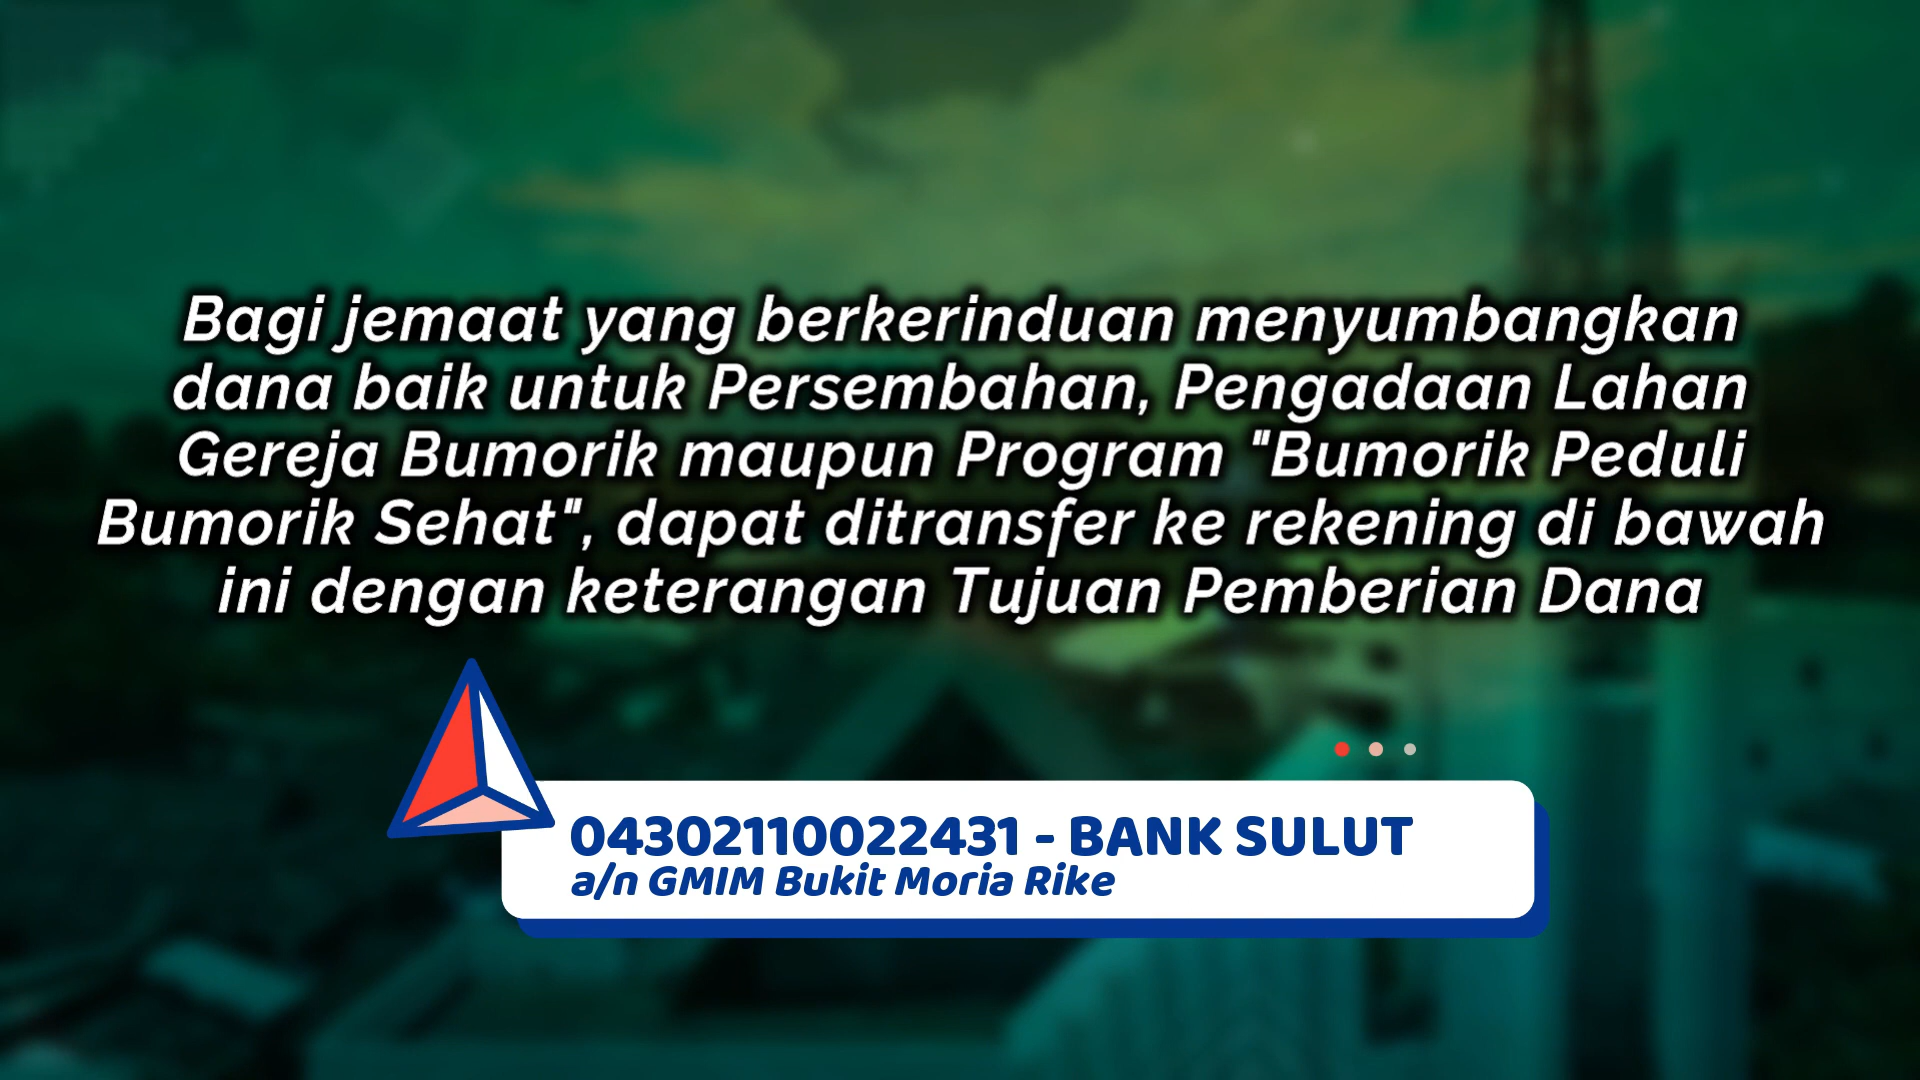 Bagi jemaat yang berkerinduan menyumbangkan
dana baik untuk Persembahan, Pengadaan Lahan
Gereja Bumorik maupun Program "Bumorik Peduli
Bumorik Sehat", dapat ditransfer ke rekening di bawah
ini dengan keterangan Tujuan Pemberian Dana
04302110022431 - BANK SULUT
a/n GMIM Bukit Moria Rike